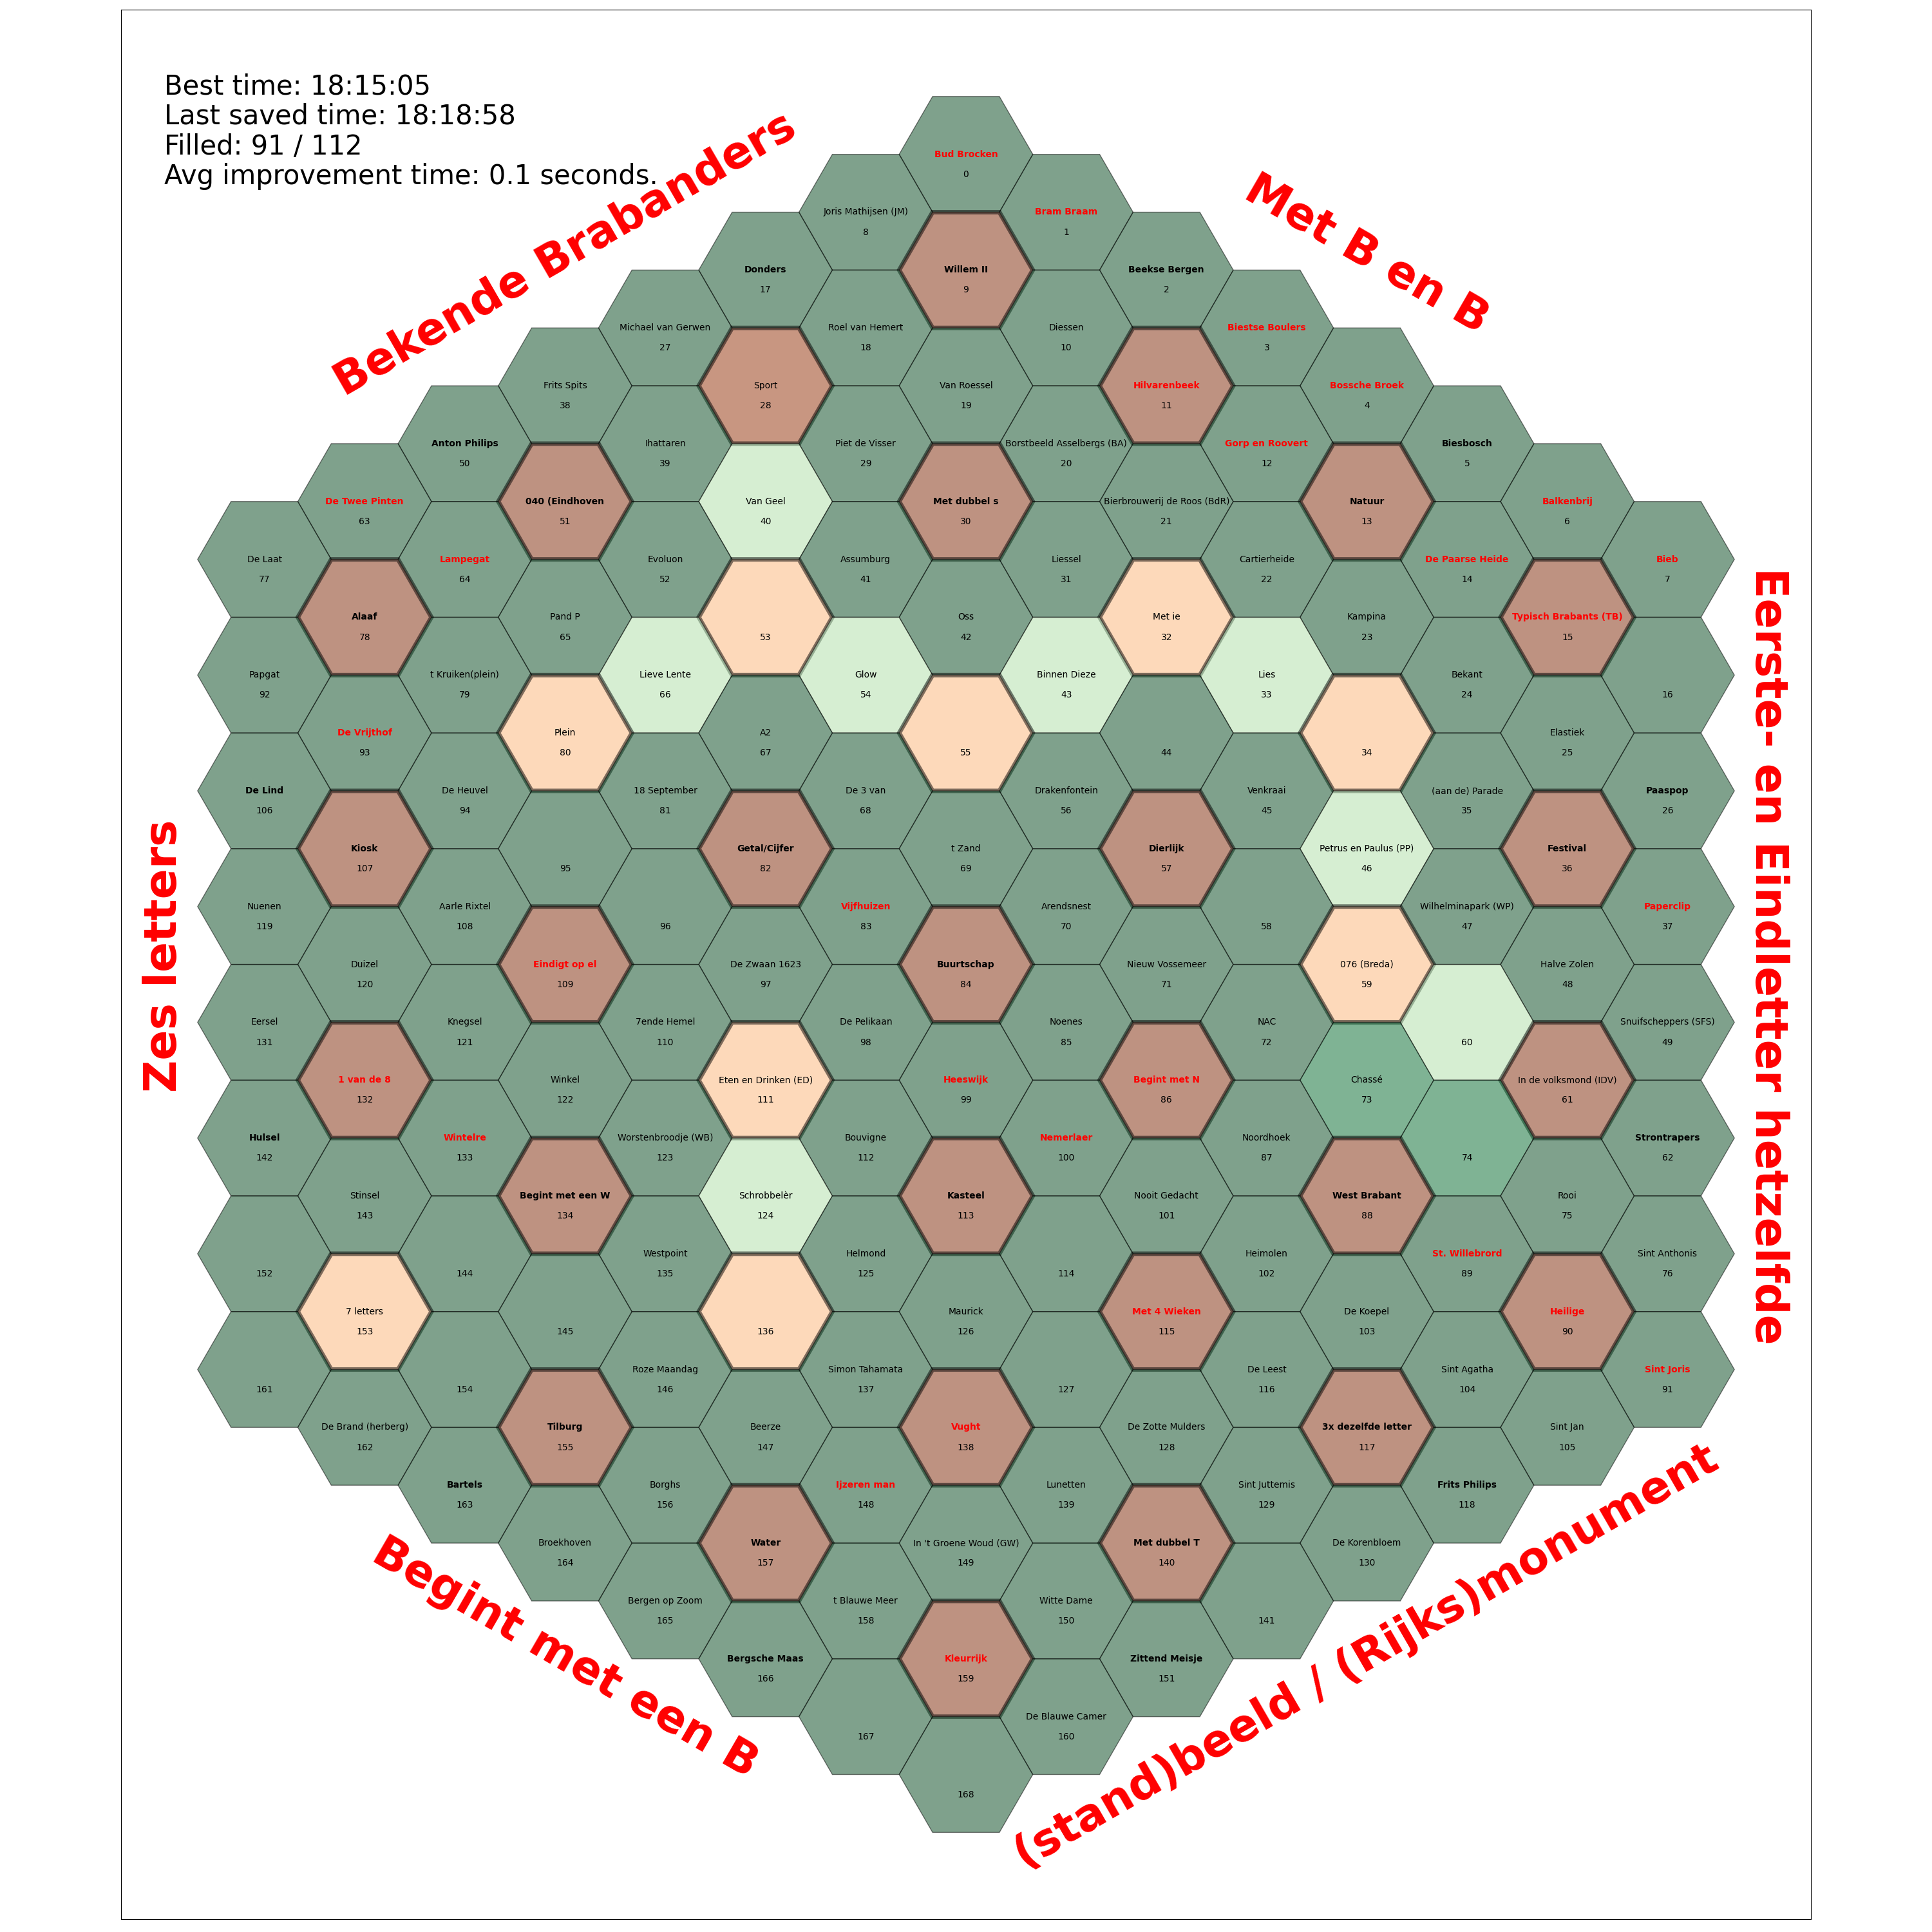 Best time: 18:15:05
Last saved time: 18:18:58
Filled: 91 / 112
Avg improvement time: 0.1 seconds.
Bekende Brabanders
Met B en B
Eerste- en Eindletter hetzelfde
(stand)beeld / (Rijks)monument
Begint met een B
Zes letters
Bud Brocken
0
Bram Braam
1
Beekse Bergen
2
Biestse Boulers
3
Bossche Broek
4
Biesbosch
5
Balkenbrij
6
Bieb
7
Joris Mathijsen (JM)
8
Willem II
9
Diessen
10
Hilvarenbeek
11
Gorp en Roovert
12
Natuur
13
De Paarse Heide
14
Typisch Brabants (TB)
15
16
Donders
17
Roel van Hemert
18
Van Roessel
19
Borstbeeld Asselbergs (BA)
20
Bierbrouwerij de Roos (BdR)
21
Cartierheide
22
Kampina
23
Bekant
24
Elastiek
25
Paaspop
26
Michael van Gerwen
27
Sport
28
Piet de Visser
29
Met dubbel s
30
Liessel
31
Met ie
32
Lies
33
34
(aan de) Parade
35
Festival
36
Paperclip
37
Frits Spits
38
Ihattaren
39
Van Geel
40
Assumburg
41
Oss
42
Binnen Dieze
43
44
Venkraai
45
Petrus en Paulus (PP)
46
Wilhelminapark (WP)
47
Halve Zolen
48
Snuifscheppers (SFS)
49
Anton Philips
50
040 (Eindhoven
51
Evoluon
52
53
Glow
54
55
Drakenfontein
56
Dierlijk
57
58
076 (Breda)
59
60
In de volksmond (IDV)
61
Strontrapers
62
De Twee Pinten
63
Lampegat
64
Pand P
65
Lieve Lente
66
A2
67
De 3 van
68
t Zand
69
Arendsnest
70
Nieuw Vossemeer
71
NAC
72
Chassé
73
74
Rooi
75
Sint Anthonis
76
De Laat
77
Alaaf
78
t Kruiken(plein)
79
Plein
80
18 September
81
Getal/Cijfer
82
Vijfhuizen
83
Buurtschap
84
Noenes
85
Begint met N
86
Noordhoek
87
West Brabant
88
St. Willebrord
89
Heilige
90
Sint Joris
91
Papgat
92
De Vrijthof
93
De Heuvel
94
95
96
De Zwaan 1623
97
De Pelikaan
98
Heeswijk
99
Nemerlaer
100
Nooit Gedacht
101
Heimolen
102
De Koepel
103
Sint Agatha
104
Sint Jan
105
De Lind
106
Kiosk
107
Aarle Rixtel
108
Eindigt op el
109
7ende Hemel
110
Eten en Drinken (ED)
111
Bouvigne
112
Kasteel
113
114
Met 4 Wieken
115
De Leest
116
3x dezelfde letter
117
Frits Philips
118
Nuenen
119
Duizel
120
Knegsel
121
Winkel
122
Worstenbroodje (WB)
123
Schrobbelèr
124
Helmond
125
Maurick
126
127
De Zotte Mulders
128
Sint Juttemis
129
De Korenbloem
130
Eersel
131
1 van de 8
132
Wintelre
133
Begint met een W
134
Westpoint
135
136
Simon Tahamata
137
Vught
138
Lunetten
139
Met dubbel T
140
141
Hulsel
142
Stinsel
143
144
145
Roze Maandag
146
Beerze
147
Ijzeren man
148
In 't Groene Woud (GW)
149
Witte Dame
150
Zittend Meisje
151
152
7 letters
153
154
Tilburg
155
Borghs
156
Water
157
t Blauwe Meer
158
Kleurrijk
159
De Blauwe Camer
160
161
De Brand (herberg)
162
Bartels
163
Broekhoven
164
Bergen op Zoom
165
Bergsche Maas
166
167
168